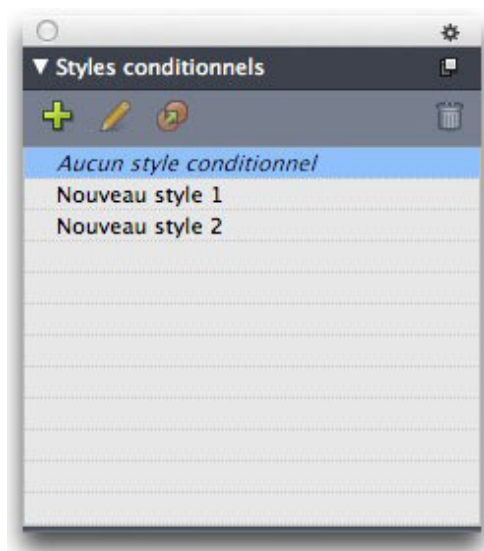 Styles conditionnels
Aucun style conditionnel
Nouveau style 1
Nouveau style 2